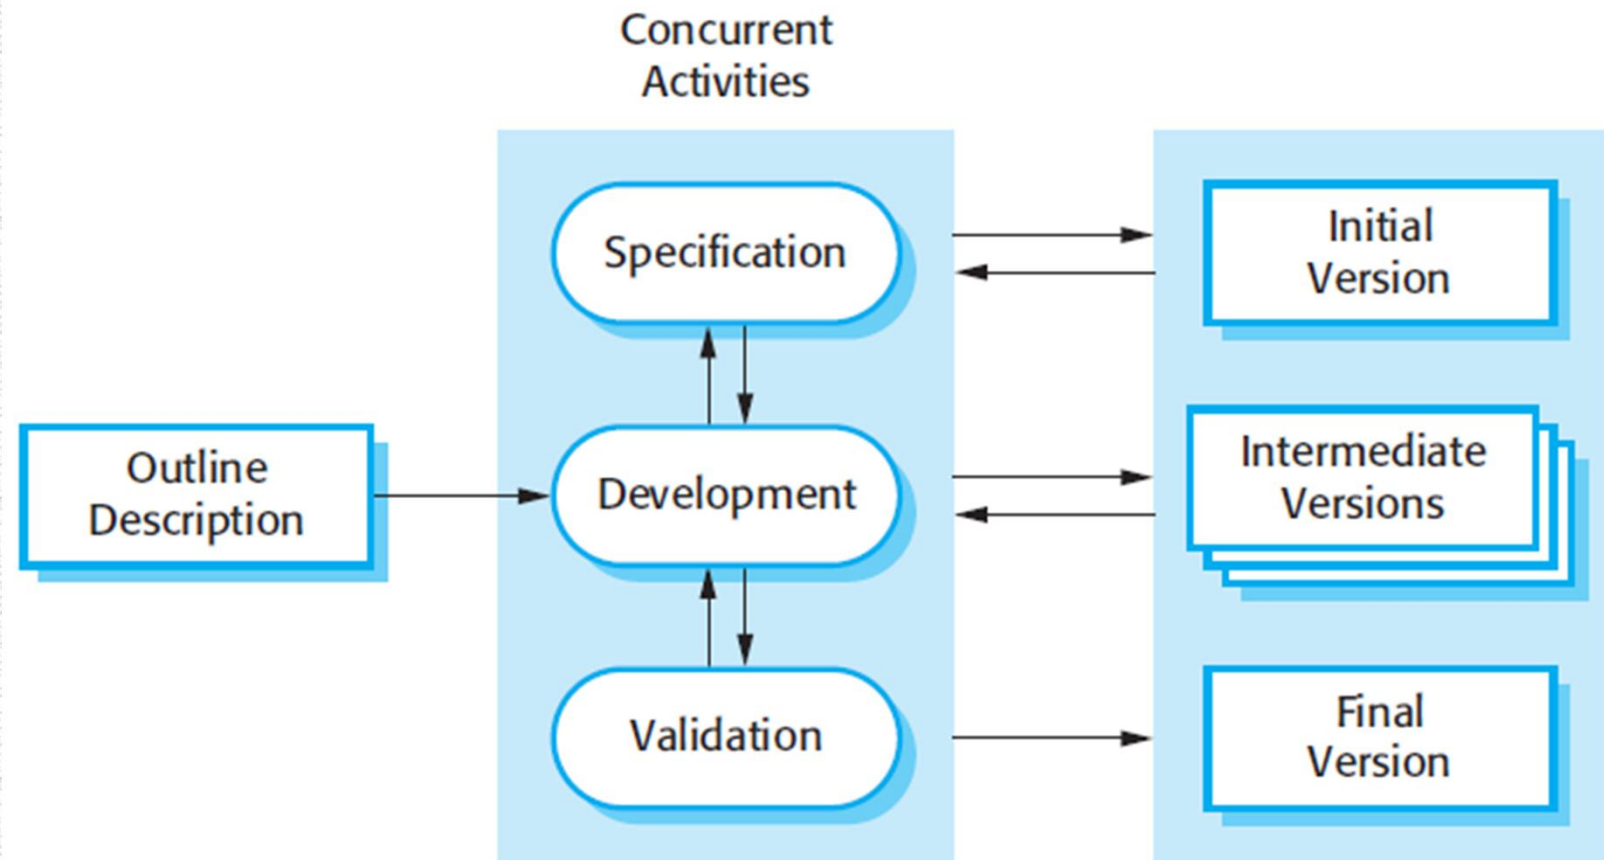 Concurrent
Activities
Specification
Initial
Version
Outline
Description
Development
Intermediate
Versions
Validation
Final
Version